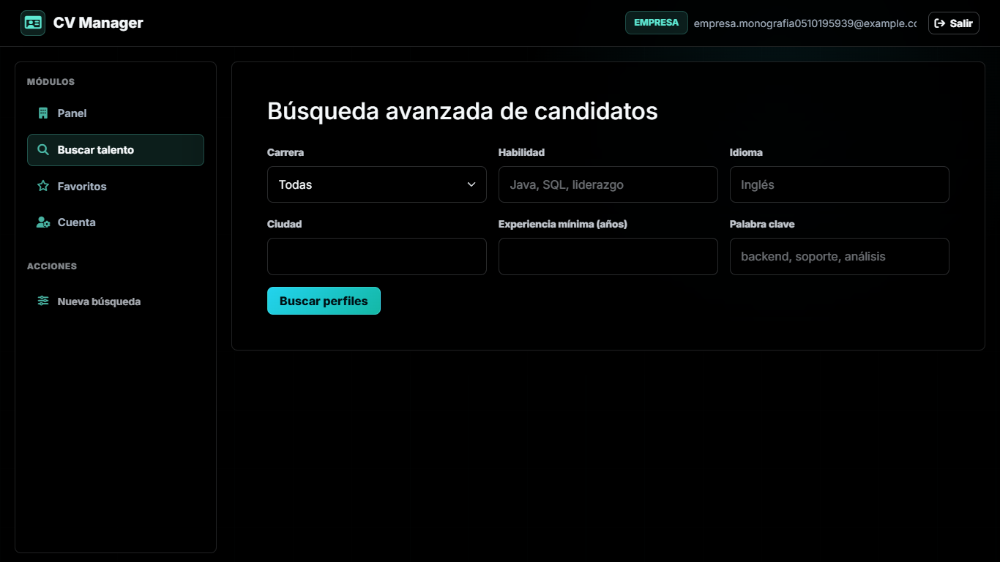 CV Manager
EMPRESA
empresa.monografia0510195939@example.cc
Salir
MÓDULOS
Panel
Buscar talento
Favoritos
Cuenta
ACCIONES
Nueva búsqueda
Búsqueda avanzada de candidatos
Carrera
Habilidad
Idioma
Todas
Java, SQL, liderazgo
Inglés
Ciudad
Experiencia mínima (años)
Palabra clave
backend, soporte, análisis
Buscar perfiles